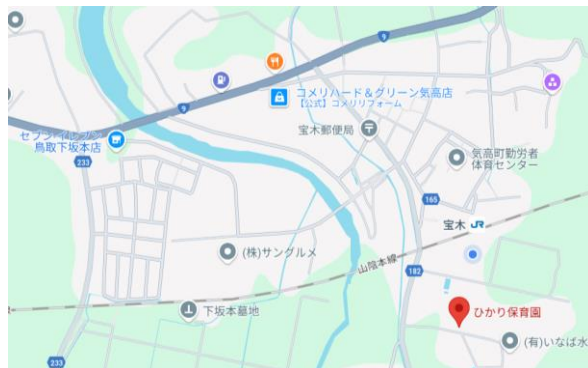 9
コメリハード＆グリーン気高店
【公式】コメリリフォーム
9
セブン-イレブン
鳥取下坂本店
宝木郵便局
233
気高町勤労者
体育センター
165
宝木 JR
(株)サングルメ
山陰本線
182
下坂本墓地
ひかり保育園
(有)いなば水
233